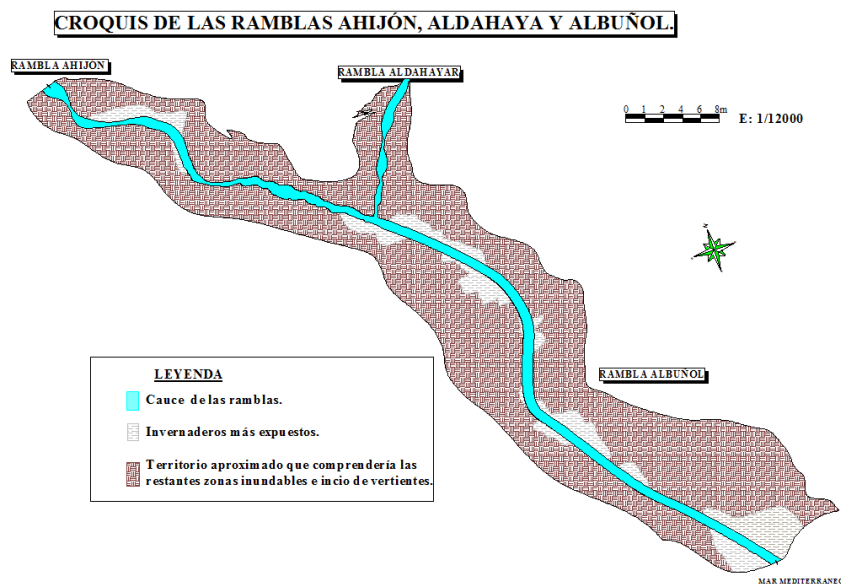 CROQUIS DE LAS RAMBLAS AHIJÓN, ALDAHAYA Y ALBUÑOL.
RAMBLA AHIJÓN
RAMBLA ALDAHAYAR
0 1 2 4 6 8m
E: 1/12000
N
RAMBLA ALBUÑOL
LEYENDA
Cauce de las ramblas.
Invernaderos más expuestos.
Territorio aproximado que comprendería las
restantes zonas inundables e incio de vertientes.
MAR MEDITERRANEO